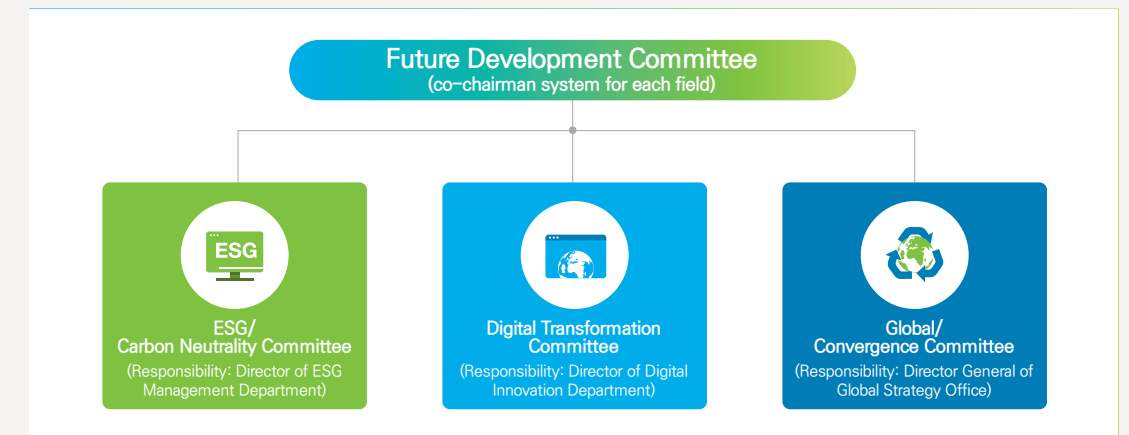 Future Development Committee
(co-chairman system for each field)
ESG
ESG/
Carbon Neutrality Committee
(Responsibility: Director of ESG
Management Department)
Digital Transformation
Committee
(Responsibility: Director of Digital
Innovation Department)
Global/
Convergence Committee
(Responsibility: Director General of
Global Strategy Office)